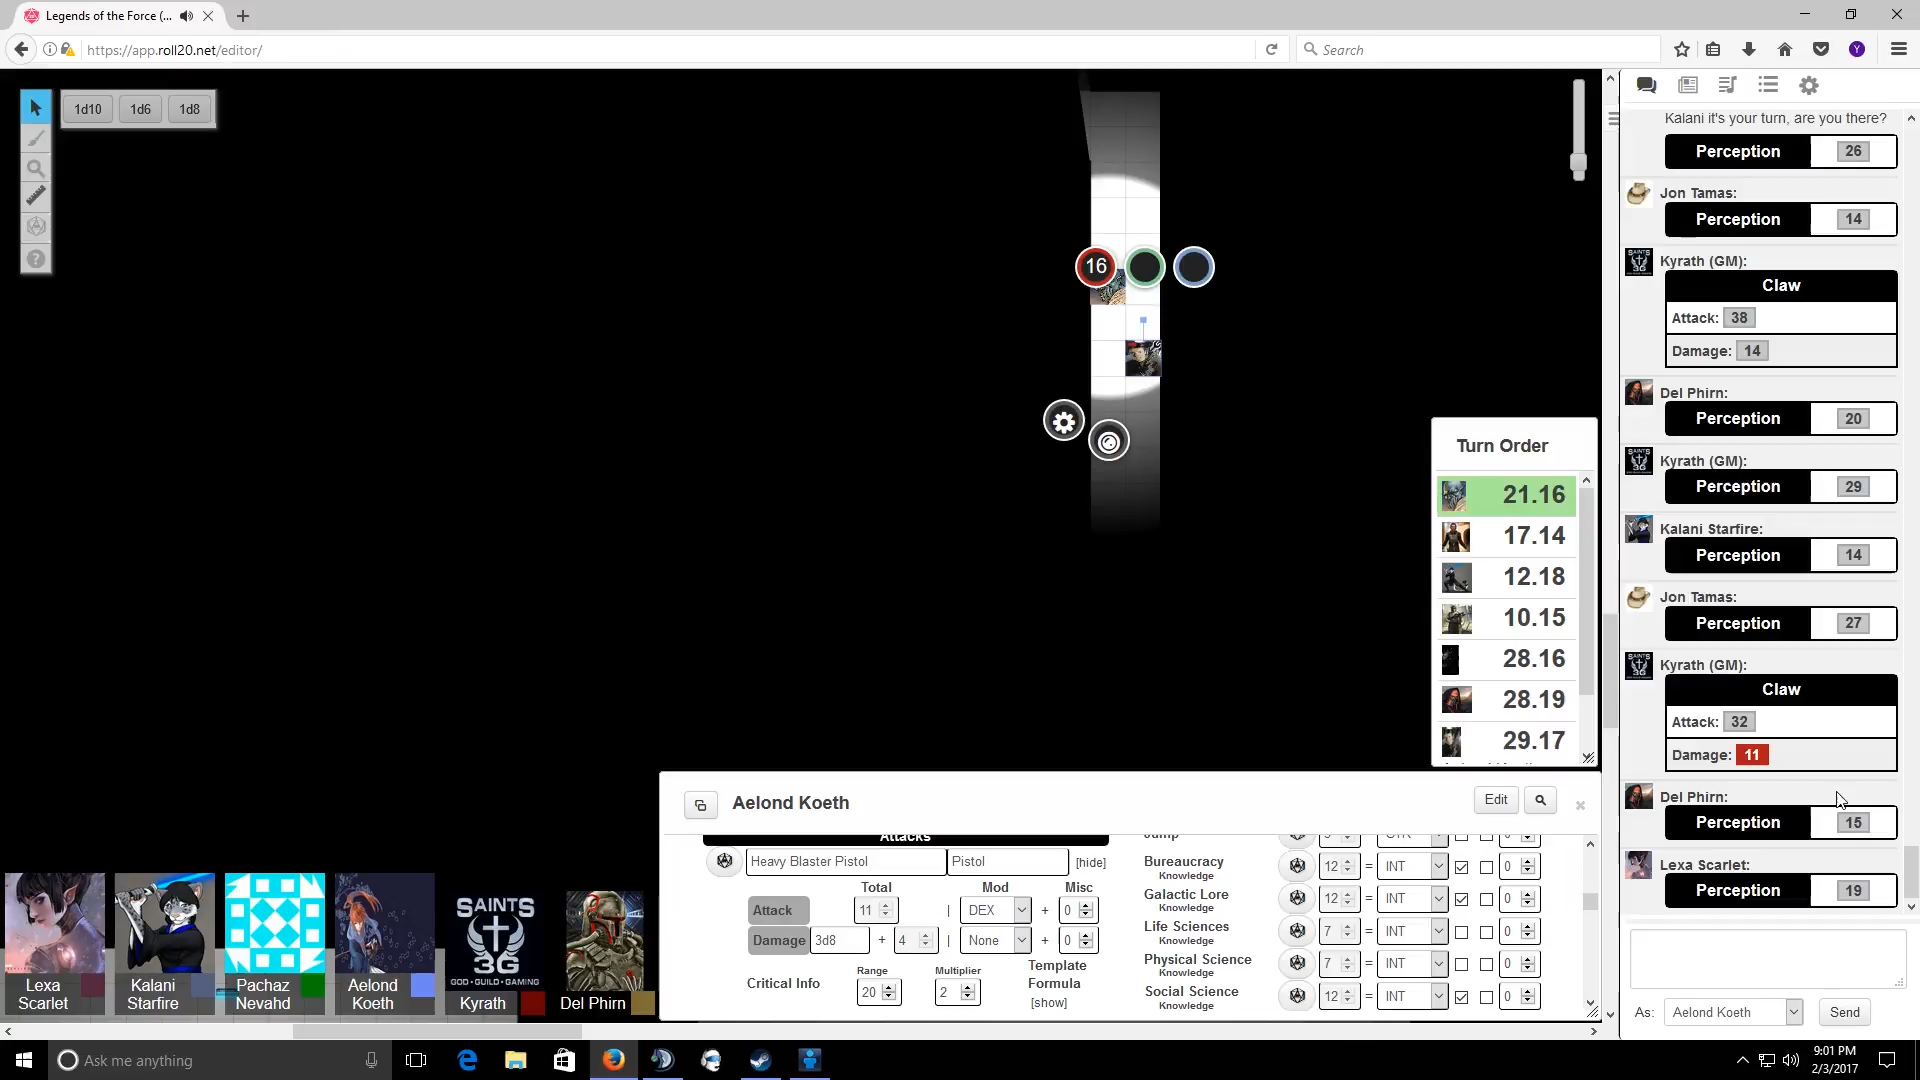 Legends of the Force (...
https://app.roll20.net/editor/
Search
1d10
1d6
1d8
16
Turn Order
21.16
17.14
12.18
10.15
28.16
28.19
29.17
Kalani it's your turn, are you there?
Perception 26
Jon Tamas:
Perception 14
Kyrath (GM):
Claw
Attack: 38
Damage: 14
Del Phirn:
Perception 20
Kyrath (GM):
Perception 29
Kalani Starfire:
Perception 14
Jon Tamas:
Perception 27
Kyrath (GM):
Claw
Attack: 32
Damage: 11
Del Phirn:
Perception 15
Lexa Scarlet:
Perception 19
As: Aelond Koeth Send
Aelond Koeth
Edit
Attacks
Heavy Blaster Pistol Pistol [hide]
Total Mod Misc
Attack 11 | DEX + 0
Damage 3d8 + 4 | None + 0
Critical Info
Range
20
Multiplier
2
Template
Formula
[show]
Jump
Bureaucracy 12 = INT 0
Knowledge
Galactic Lore 12 = INT 0
Knowledge
Life Sciences 7 = INT 0
Knowledge
Physical Science 7 = INT 0
Knowledge
Social Science 12 = INT 0
Knowledge
Lexa
Scarlet
Kalani
Starfire
Pachaz
Nevahd
Aelond
Koeth
SAINTS
3G
GOD • GUILD • GAMING
Kyrath
Del Phirn
Ask me anything
9:01 PM
2/3/2017